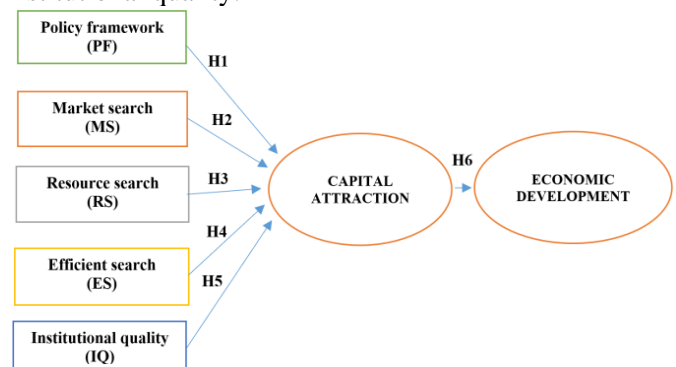 Policy framework
(PF)
H1
Market search
(MS)
H2
Resource search
(RS)
H3
CAPITAL
ATTRACTION
H6
ECONOMIC
DEVELOPMENT
H4
Efficient search
(ES)
H5
Institutional quality
(IQ)